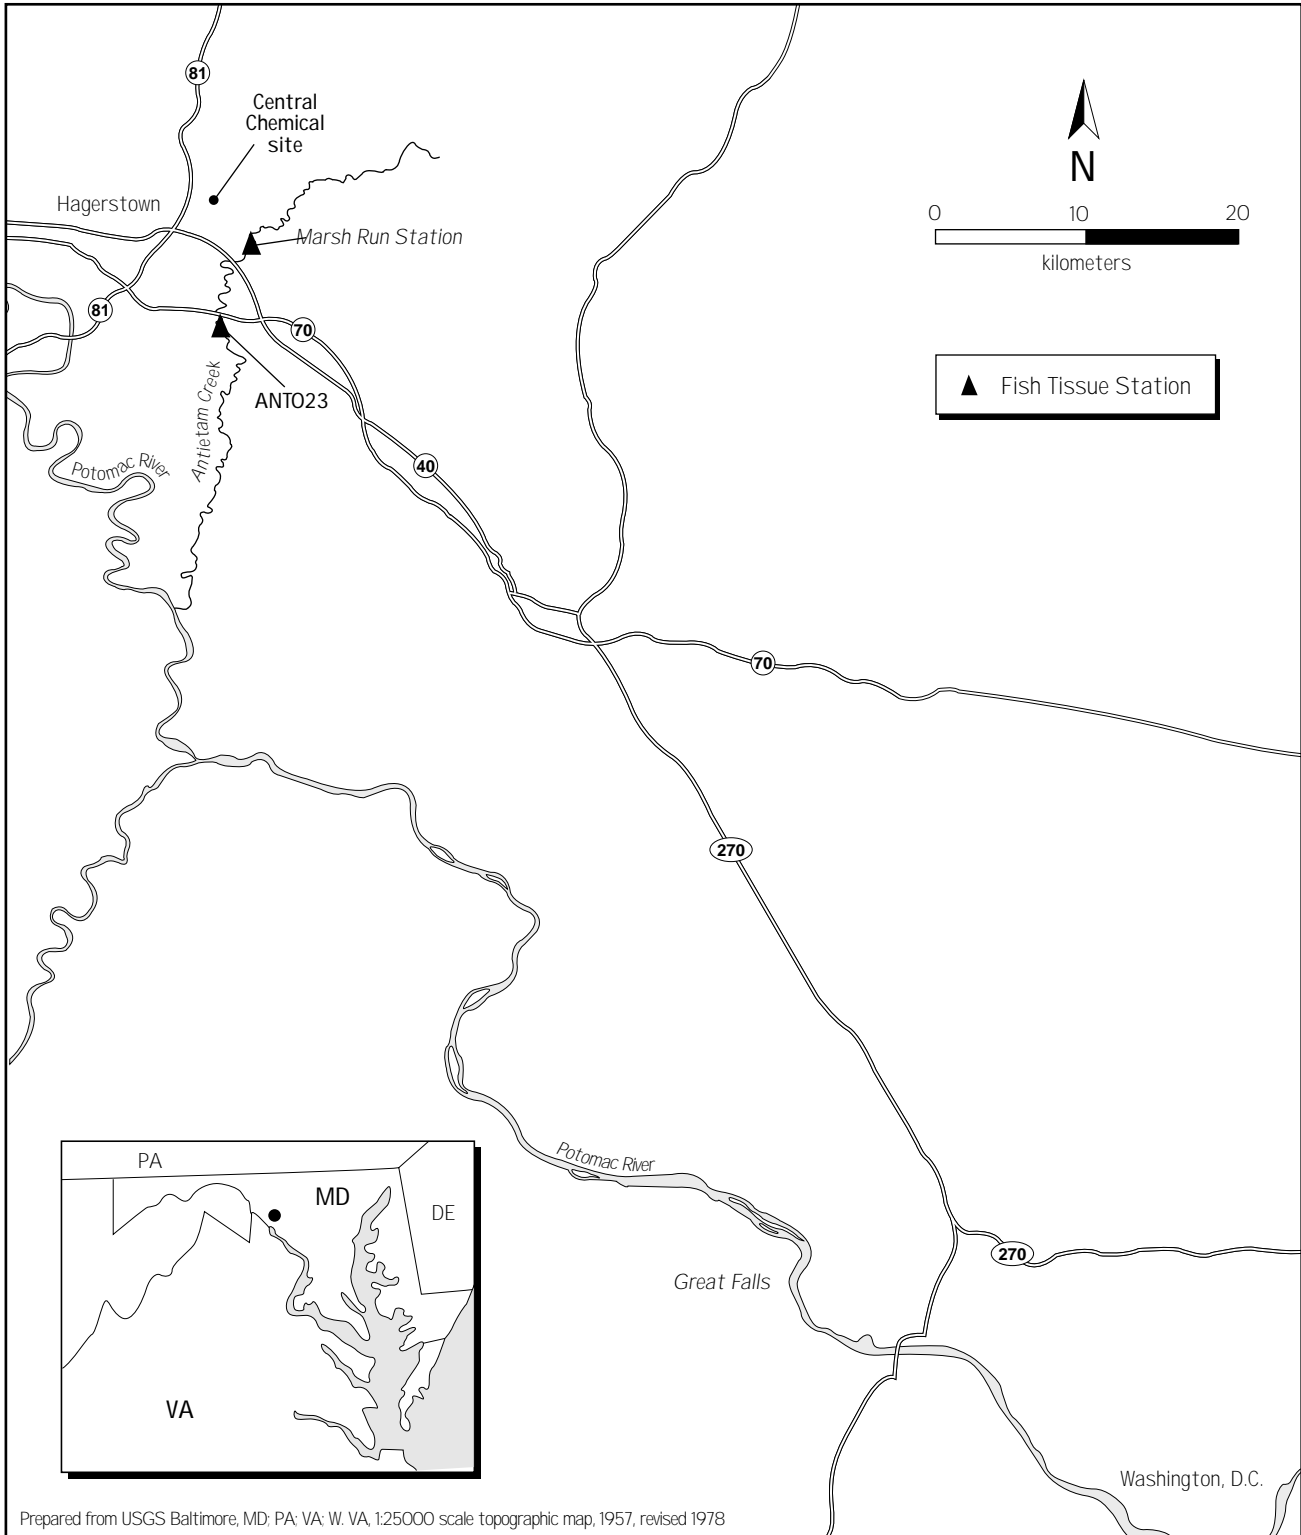 81
Central
Chemical
site
Hagerstown
Marsh Run Station
N
0 10 20
kilometers
81
70
Fish Tissue Station
Antietam Creek
ANT023
Potomac River
40
70
270
Potomac River
PA
MD
DE
VA
Great Falls
270
Washington, D.C.
Prepared from USGS Baltimore, MD; PA; VA; W. VA, 1:25000 scale topographic map, 1957, revised 1978